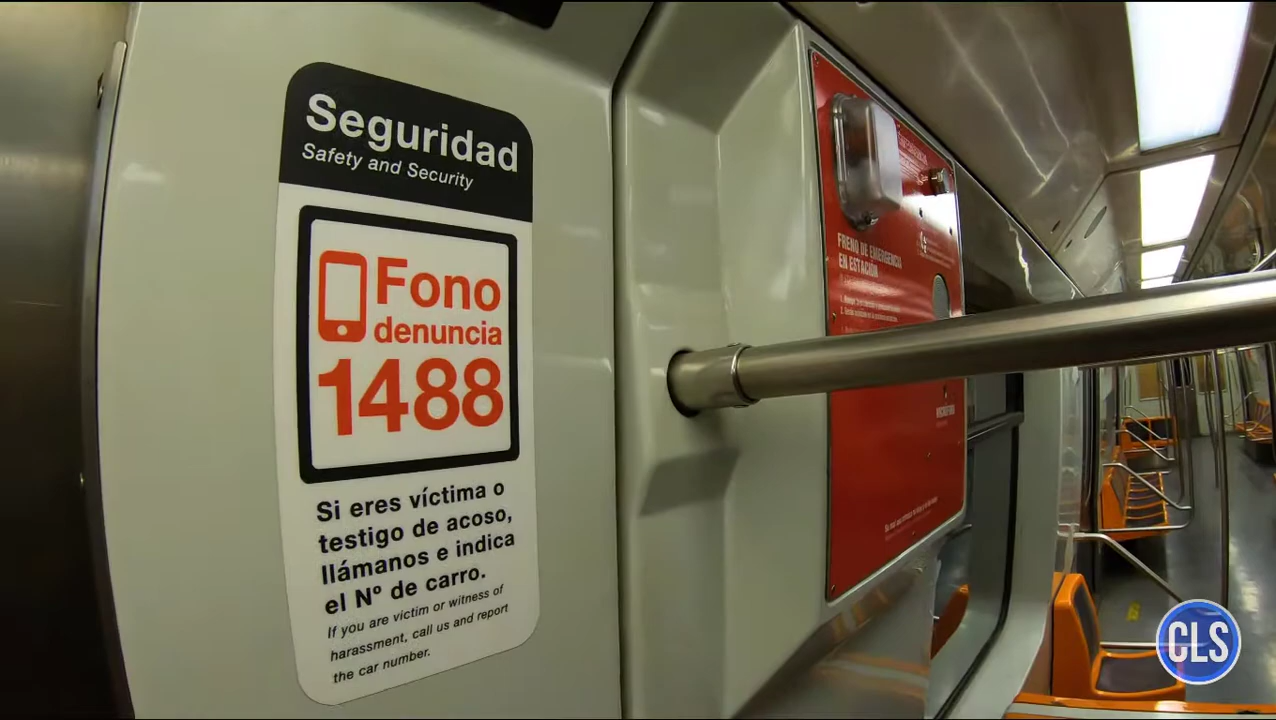 Seguridad
Safety and Security
Fono
denuncia
1488
Si eres víctima o
testigo de acoso,
llámanos e indica
el Nº de carro.
If you are victim or witness of
harassment, call us and report
the car number.
FRENO DE EMERGENCIA
EN ESTACIÓN
CLS